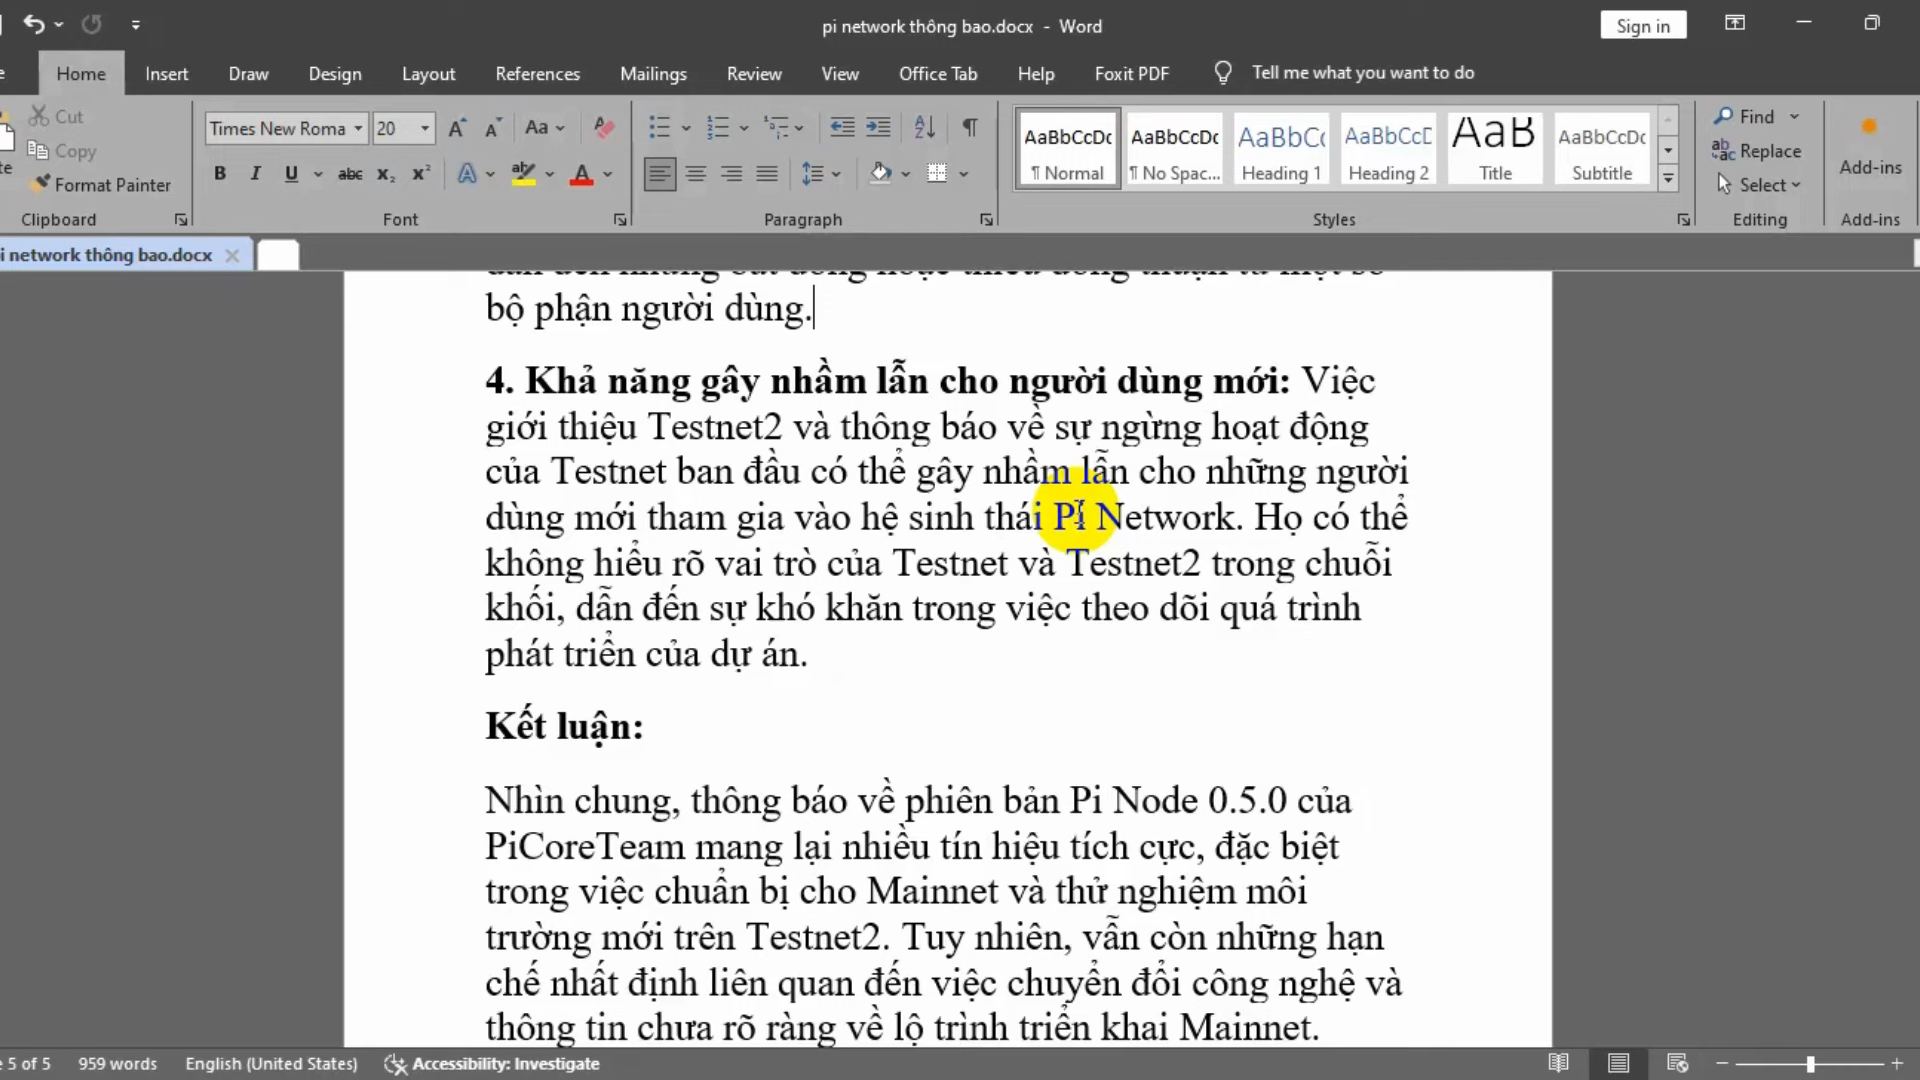 pi network thông bao.docx - Word
Sign in
Home Insert Draw Design Layout References Mailings Review View Office Tab Help Foxit PDF Tell me what you want to do
Cut
Copy
Format Painter
Clipboard
Times New Roma 20
Aa
B I U abc x₂ x² A ab A
Font
Paragraph
AaBbCcDc AaBbCcDc AaBbCc AaBbCcD AaB AaBbCcDc
¶ Normal ¶ No Spac... Heading 1 Heading 2 Title Subtitle
Styles
Find
Replace
Select
Editing
Add-ins
Add-ins
i network thông bao.docx
bộ phận người dùng.
4. Khả năng gây nhầm lẫn cho người dùng mới: Việc
giới thiệu Testnet2 và thông báo về sự ngừng hoạt động
của Testnet ban đầu có thể gây nhầm lẫn cho những người
dùng mới tham gia vào hệ sinh thái Pi Network. Họ có thể
không hiểu rõ vai trò của Testnet và Testnet2 trong chuỗi
khối, dẫn đến sự khó khăn trong việc theo dõi quá trình
phát triển của dự án.
Kết luận:
Nhìn chung, thông báo về phiên bản Pi Node 0.5.0 của
PiCoreTeam mang lại nhiều tín hiệu tích cực, đặc biệt
trong việc chuẩn bị cho Mainnet và thử nghiệm môi
trường mới trên Testnet2. Tuy nhiên, vẫn còn những hạn
chế nhất định liên quan đến việc chuyển đổi công nghệ và
thông tin chưa rõ ràng về lộ trình triển khai Mainnet.
5 of 5 959 words English (United States) Accessibility: Investigate